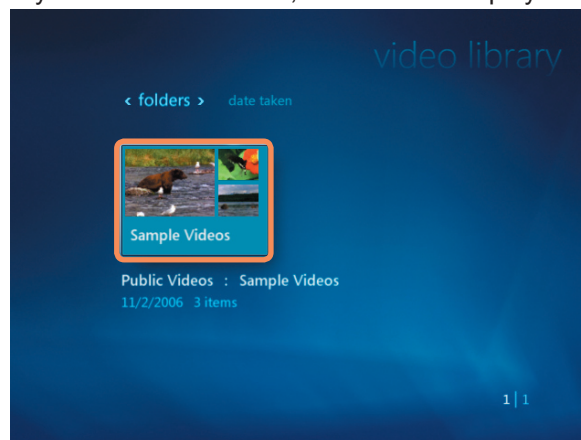 video library
‹ folders › date taken
Sample Videos
Public Videos : Sample Videos
11/2/2006 3 items
1 | 1